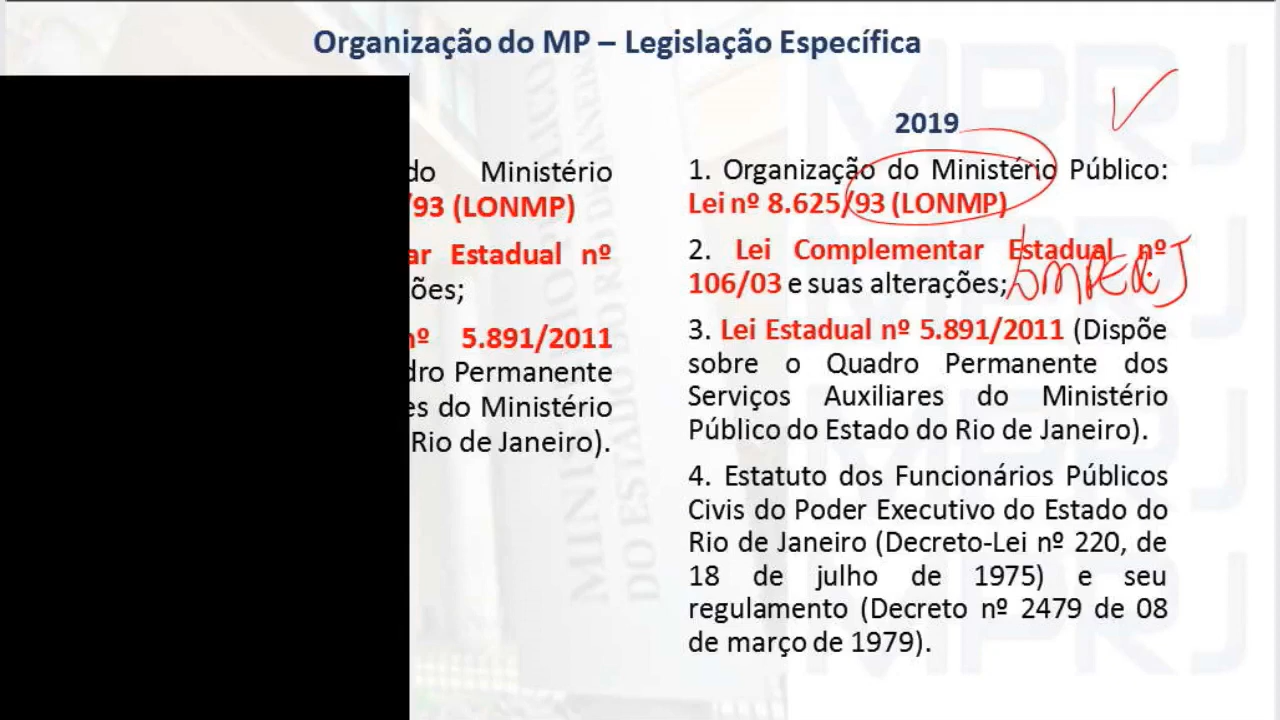 Organização do MP – Legislação Específica
do Ministério
/93 (LONMP)
ar Estadual nº
ões;
nº 5.891/2011
dro Permanente
es do Ministério
Rio de Janeiro).
2019
1. Organização do Ministério Público:
Lei nº 8.625/93 (LONMP)
2. Lei Complementar Estadual nº
106/03 e suas alterações;
3. Lei Estadual nº 5.891/2011 (Dispõe
sobre o Quadro Permanente dos
Serviços Auxiliares do Ministério
Público do Estado do Rio de Janeiro).
4. Estatuto dos Funcionários Públicos
Civis do Poder Executivo do Estado do
Rio de Janeiro (Decreto-Lei nº 220, de
18 de julho de 1975) e seu
regulamento (Decreto nº 2479 de 08
de março de 1979).
MPRJ
MPRJ
MPRJ
MPRJ